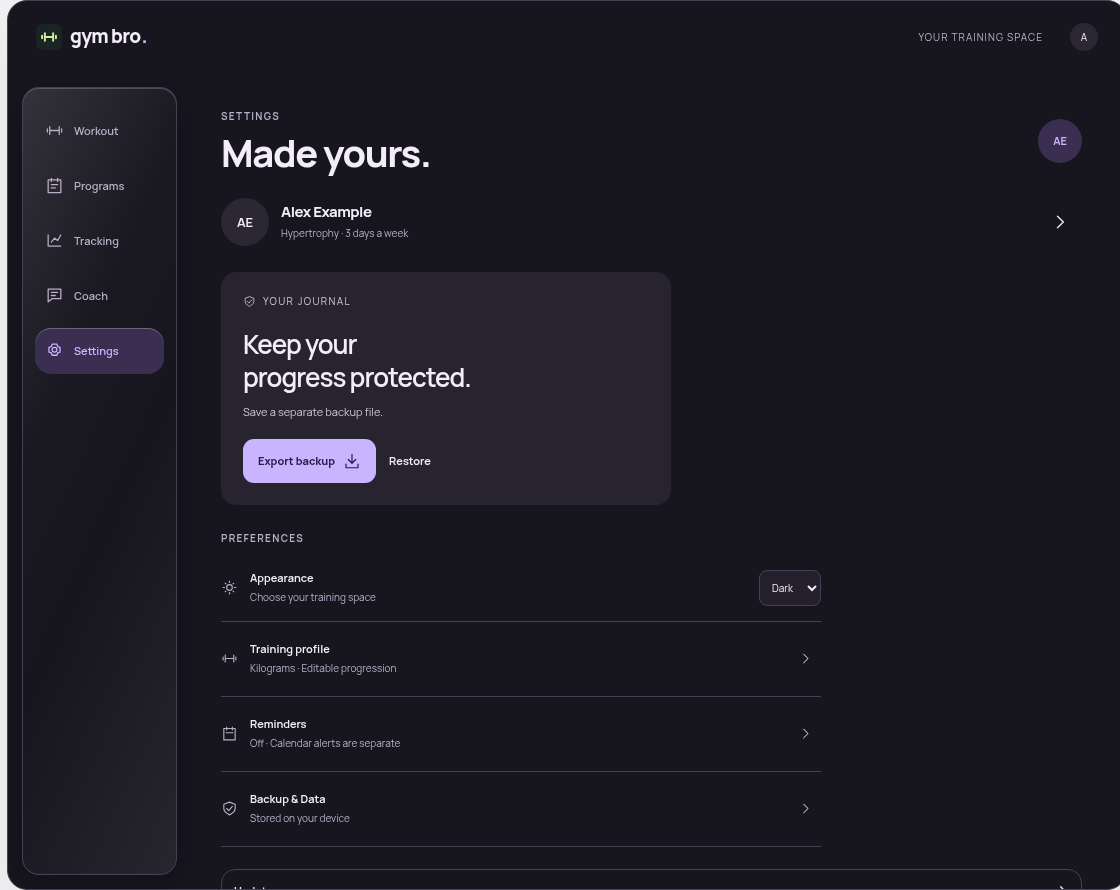 gym bro.
YOUR TRAINING SPACE
A
Workout
Programs
Tracking
Coach
Settings
SETTINGS
Made yours.
AE
AE
Alex Example
Hypertrophy · 3 days a week
YOUR JOURNAL
Keep your
progress protected.
Save a separate backup file.
Export backup
Restore
PREFERENCES
Appearance
Choose your training space
Dark
Training profile
Kilograms · Editable progression
Reminders
Off · Calendar alerts are separate
Backup & Data
Stored on your device